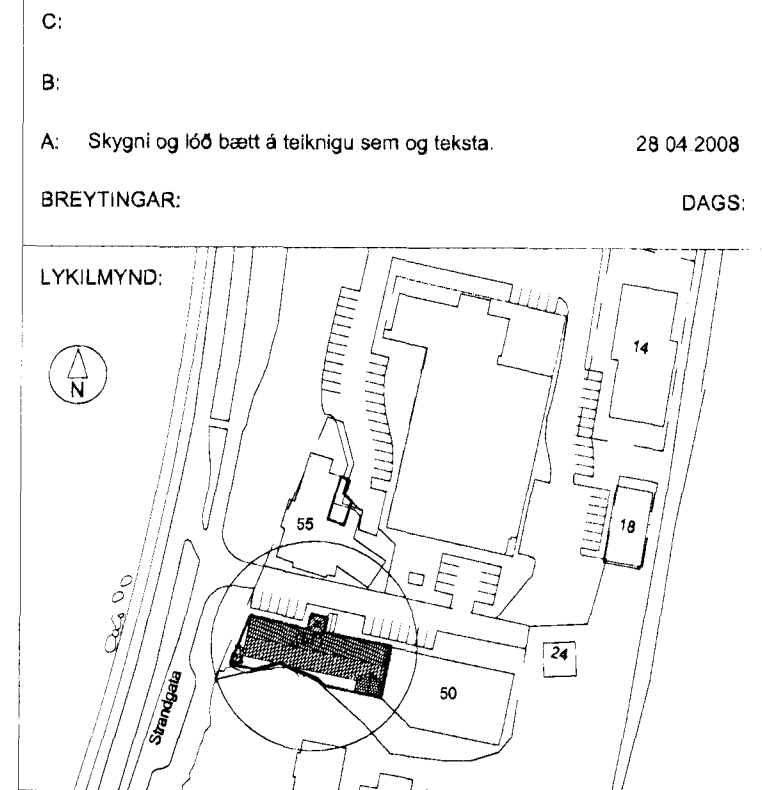 C:
B:
A: Skygni og lóð bætt á teiknigu sem og teksta. 28 04.2008
BREYTINGAR: DAGS:
LYKILMYND:
N
14
55
18
24
50
Strandgata